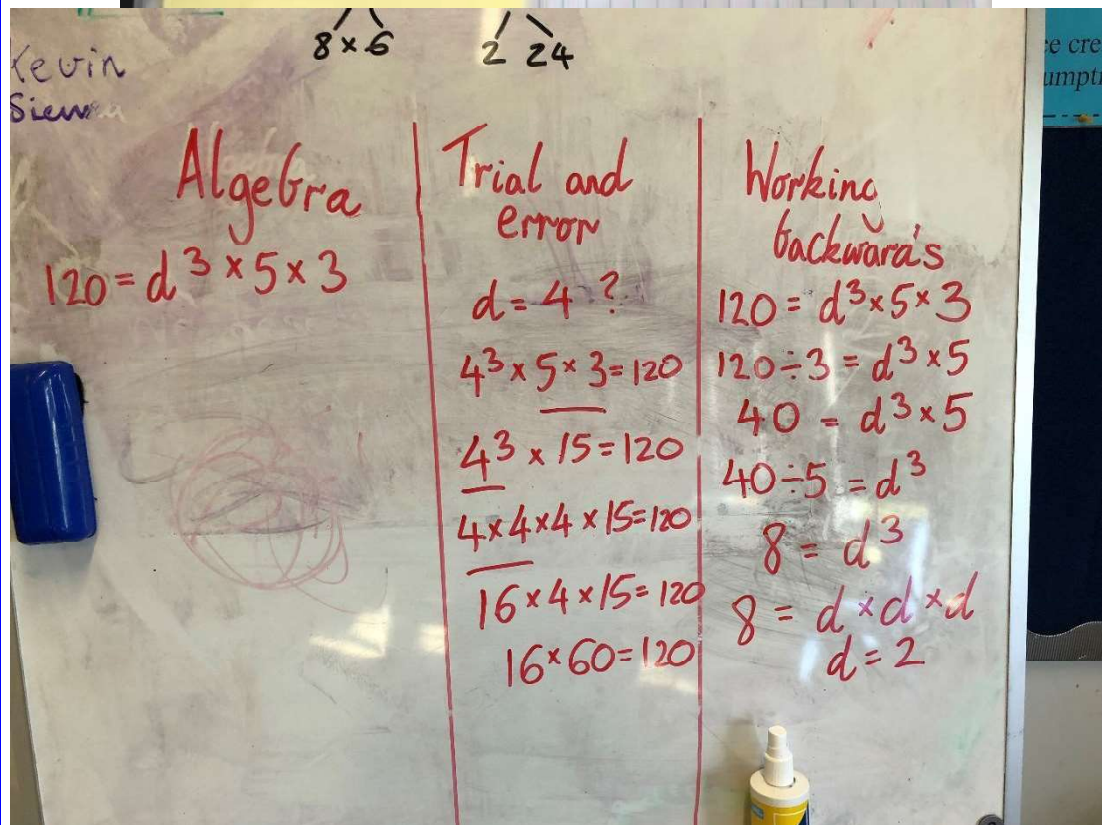 8 × 6
2 24
Kevin
Algebra
120 = d³ × 5 × 3
Trial and
error
d = 4 ?
4³ × 5 × 3 = 120
4³ × 15 = 120
4 × 4 × 4 × 15 = 120
16 × 4 × 15 = 120
16 × 60 = 120
Working
backward's
120 = d³ × 5 × 3
120 ÷ 3 = d³ × 5
40 = d³ × 5
40 ÷ 5 = d³
8 = d³
8 = d × d × d
d = 2